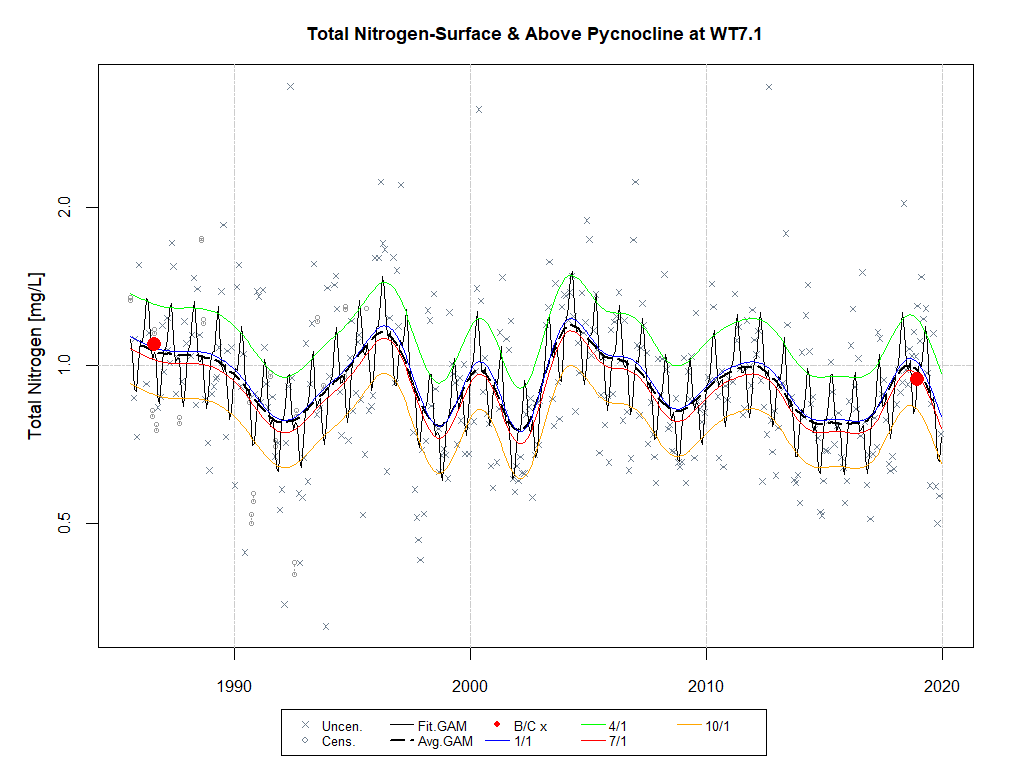 Total Nitrogen-Surface & Above Pycnocline at WT7.1
Total Nitrogen [mg/L]
2.0
1.0
0.5
1990 2000 2010 2020
Uncen. Fit.GAM B/C x 4/1 10/1
Cens. Avg.GAM 1/1 7/1